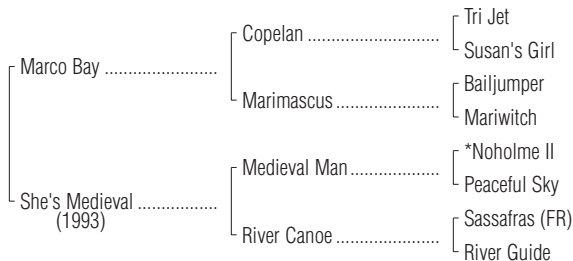 Tri Jet
Copelan
Susan's Girl
Marco Bay
Bailjumper
Marimascus
Mariwitch
*Noholme II
Medieval Man
Peaceful Sky
She's Medieval
(1993)
Sassafras (FR)
River Canoe
River Guide